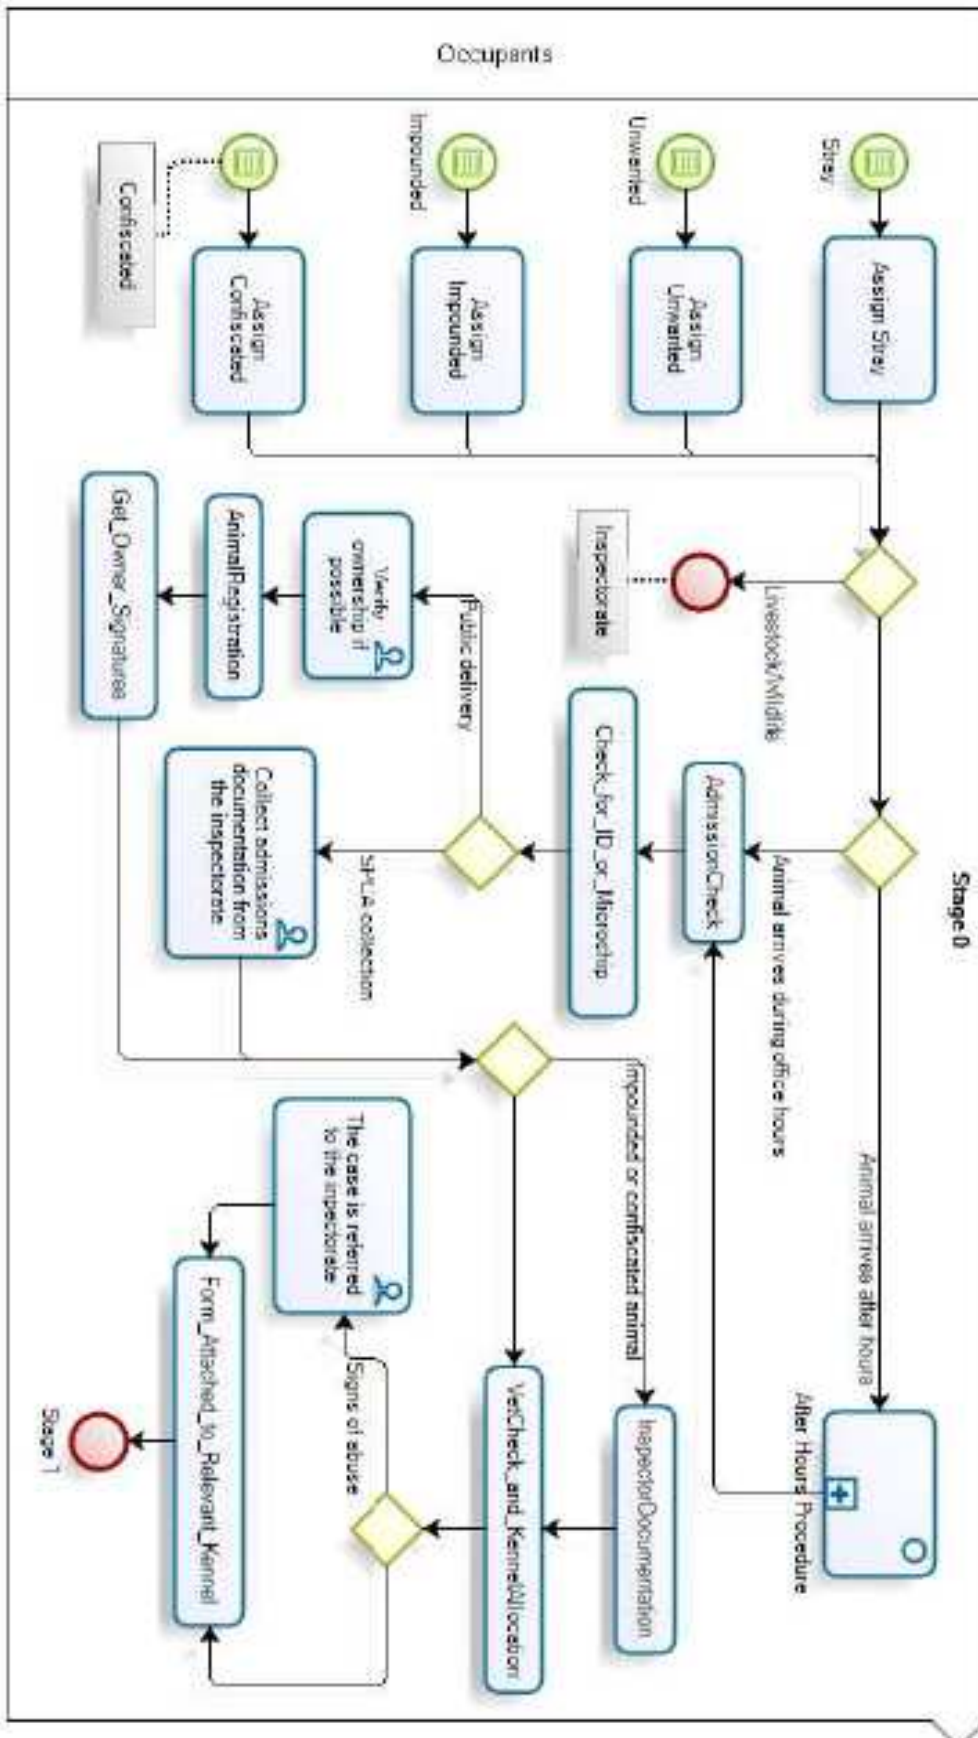 Occupants
Stage 0
Stray
Assign Stray
Unwanted
Assign
Unwanted
Impounded
Assign
Impounded
Confiscated
Assign
Confiscated
Livestock/Wildlife
Inspectorate
Animal arrives after hours
After Hours Procedure
Animal arrives during office hours
AdmissionCheck
Check_for_ID_or_Microchip
Public delivery
Verify
ownership if
possible
AnimalRegistration
Get_Owner_Signatures
SPCA collection
Collect admissions
documentation from
the inspectorate
Impounded or confiscated animal
InspectorDocumentation
VetCheck_and_KennelAllocation
Signs of abuse
The case is referred
to the inpectorate
Form_Attached_to_Relevant_Kennel
Stage 1